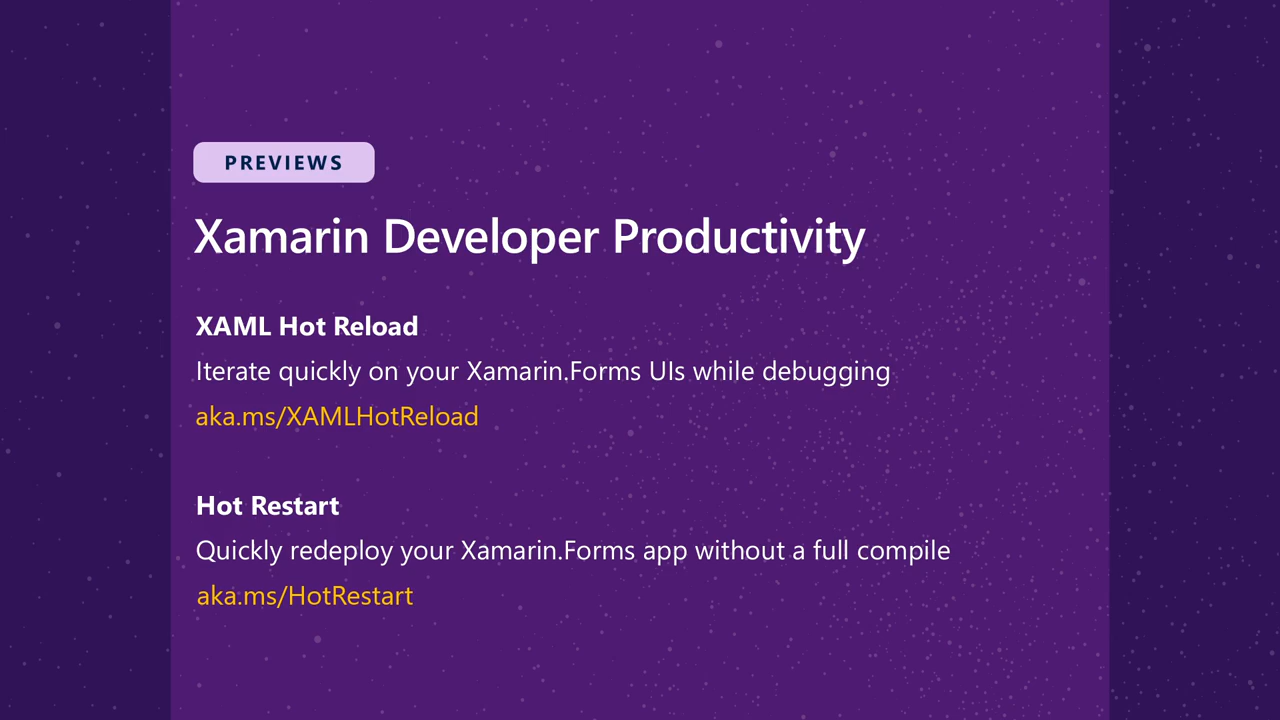 PREVIEWS
Xamarin Developer Productivity
XAML Hot Reload
Iterate quickly on your Xamarin.Forms UIs while debugging
aka.ms/XAMLHotReload
Hot Restart
Quickly redeploy your Xamarin.Forms app without a full compile
aka.ms/HotRestart